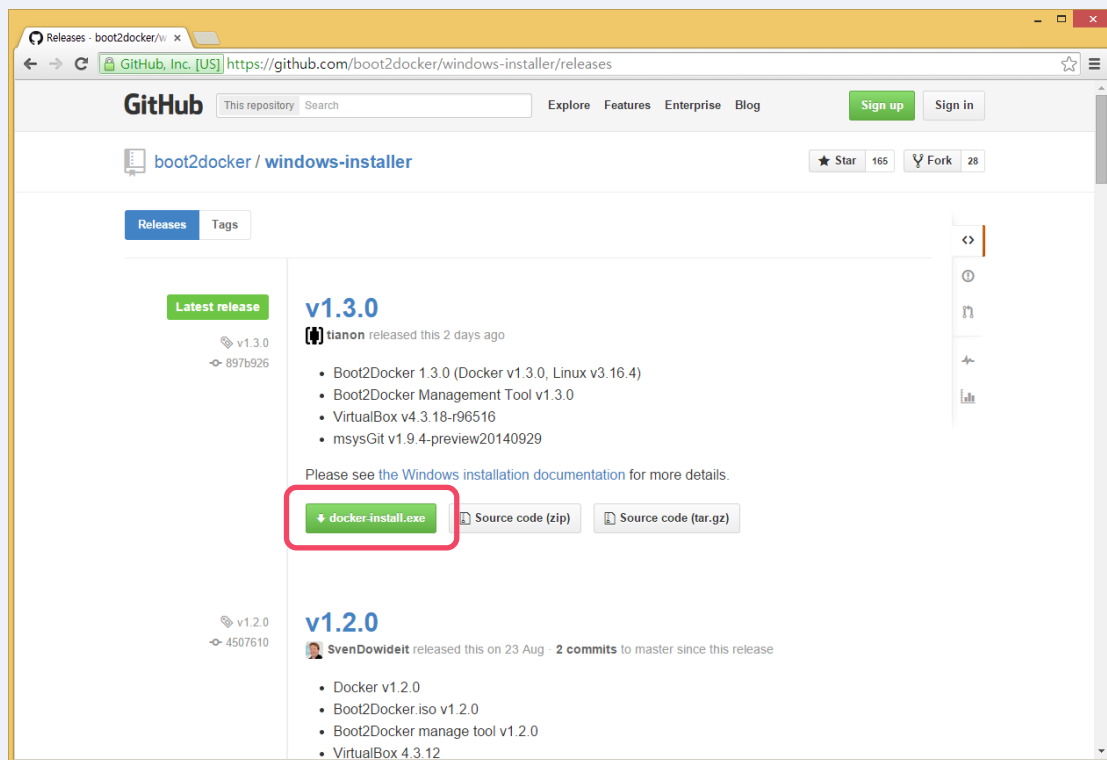 Releases · boot2docker/w
GitHub, Inc. [US] https://github.com/boot2docker/windows-installer/releases
GitHub This repository Search Explore Features Enterprise Blog Sign up Sign in
boot2docker / windows-installer Star 165 Fork 28
Releases Tags
Latest release v1.3.0
tianon released this 2 days ago
v1.3.0
897b926
• Boot2Docker 1.3.0 (Docker v1.3.0, Linux v3.16.4)
• Boot2Docker Management Tool v1.3.0
• VirtualBox v4.3.18-r96516
• msysGit v1.9.4-preview20140929
Please see the Windows installation documentation for more details.
docker-install.exe Source code (zip) Source code (tar.gz)
v1.2.0 v1.2.0
4507610 SvenDowideit released this on 23 Aug · 2 commits to master since this release
• Docker v1.2.0
• Boot2Docker.iso v1.2.0
• Boot2Docker manage tool v1.2.0
• VirtualBox 4.3.12